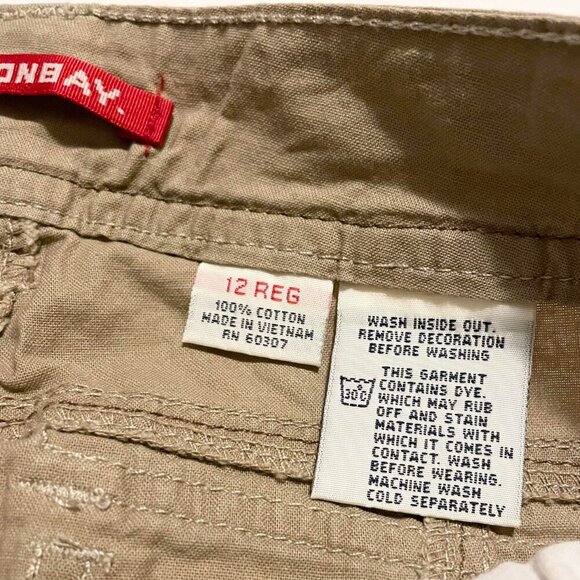 ONBAY.
12 REG
100% COTTON
MADE IN VIETNAM
RN 60307
WASH INSIDE OUT.
REMOVE DECORATION
BEFORE WASHING
30C
THIS GARMENT
CONTAINS DYE.
WHICH MAY RUB
OFF AND STAIN
MATERIALS WITH
WHICH IT COMES IN
CONTACT. WASH
BEFORE WEARING.
MACHINE WASH
COLD SEPARATELY